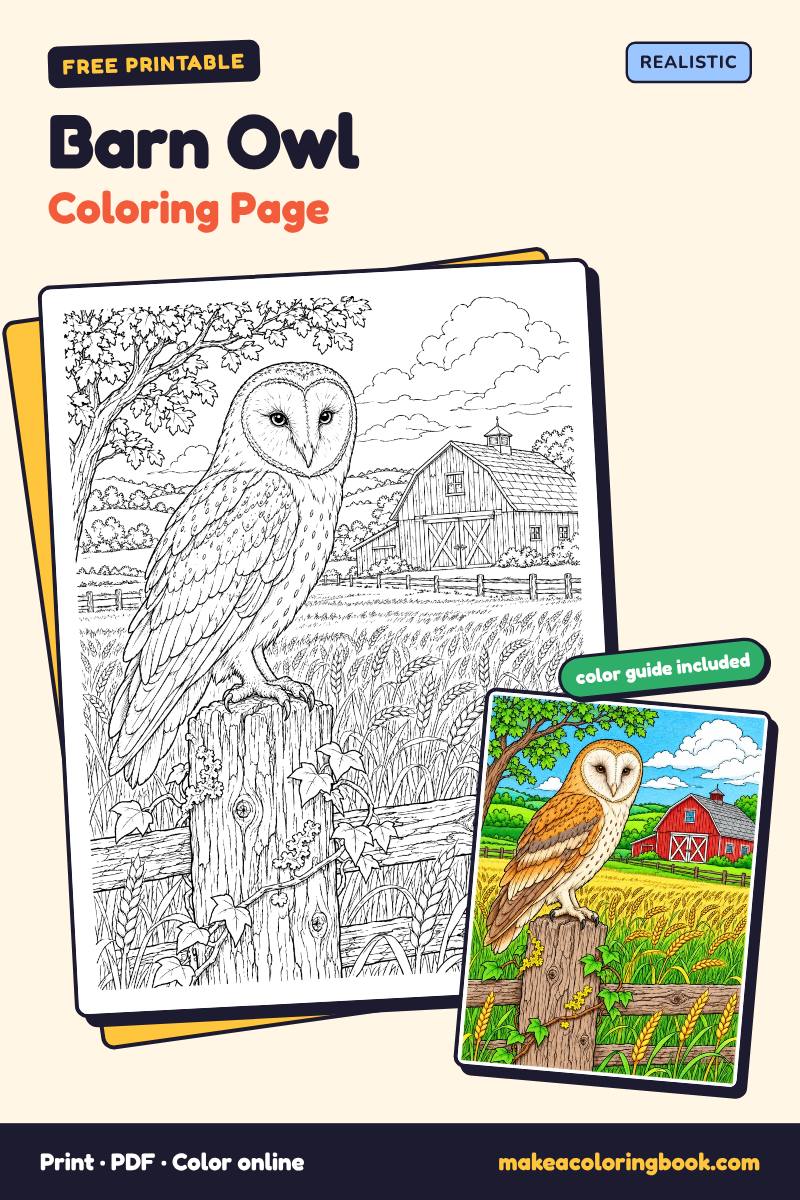 FREE PRINTABLE
REALISTIC
Barn Owl
Coloring Page
color guide included
Print · PDF · Color online
makeacoloringbook.com